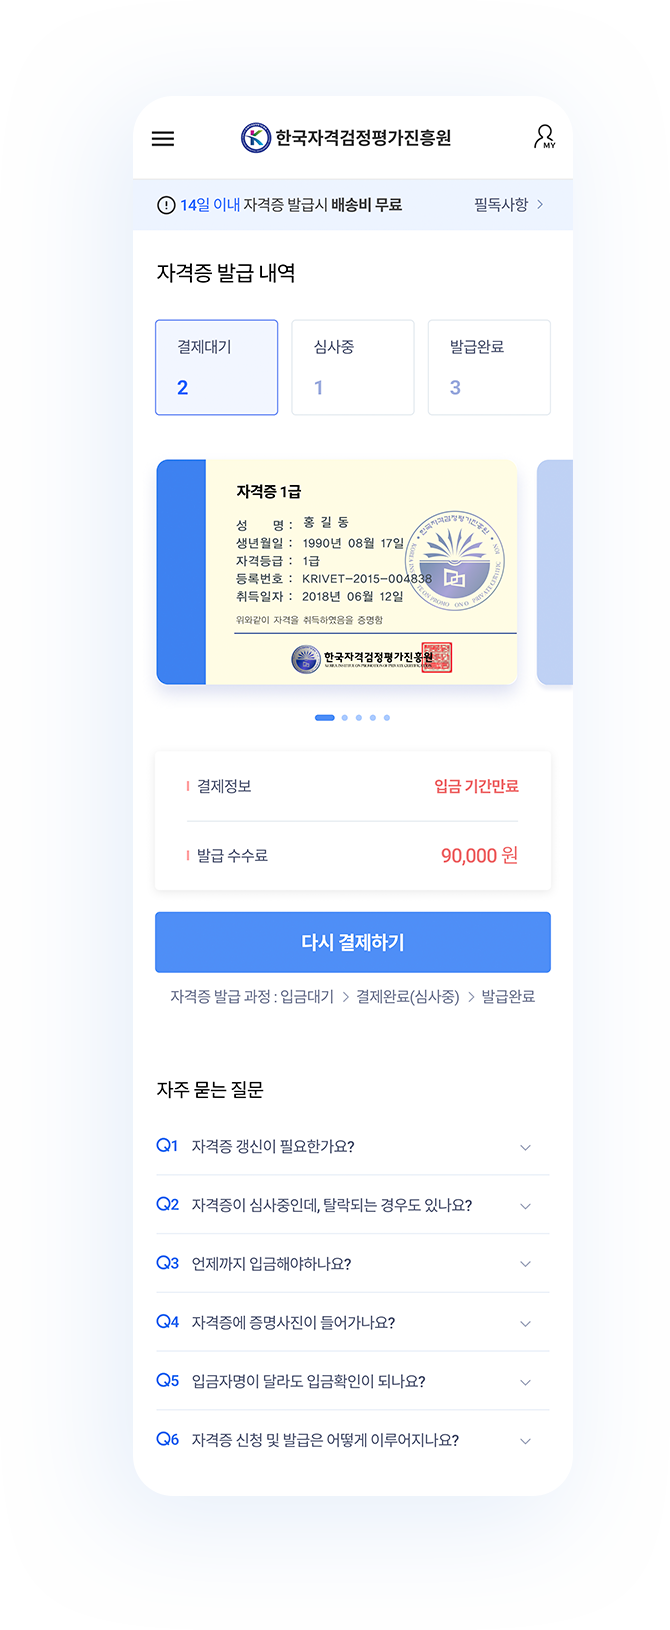 한국자격검정평가진흥원
MY
14일 이내 자격증 발급시 배송비 무료
필독사항
자격증 발급 내역
결제대기
2
심사중
1
발급완료
3
자격증 1급
성 명 : 홍 길 동
생년월일 : 1990년 08월 17일
자격등급 : 1급
등록번호 : KRIVET-2015-004838
취득일자 : 2018년 06월 12일
위와같이 자격을 취득하였음을 증명함
한국자격검정평가진흥원
한국자격검정평가진흥원
결제정보
입금 기간만료
발급 수수료
90,000 원
다시 결제하기
자격증 발급 과정 : 입금대기 > 결제완료(심사중) > 발급완료
자주 묻는 질문
Q1 자격증 갱신이 필요한가요?
Q2 자격증이 심사중인데, 탈락되는 경우도 있나요?
Q3 언제까지 입금해야하나요?
Q4 자격증에 증명사진이 들어가나요?
Q5 입금자명이 달라도 입금확인이 되나요?
Q6 자격증 신청 및 발급은 어떻게 이루어지나요?